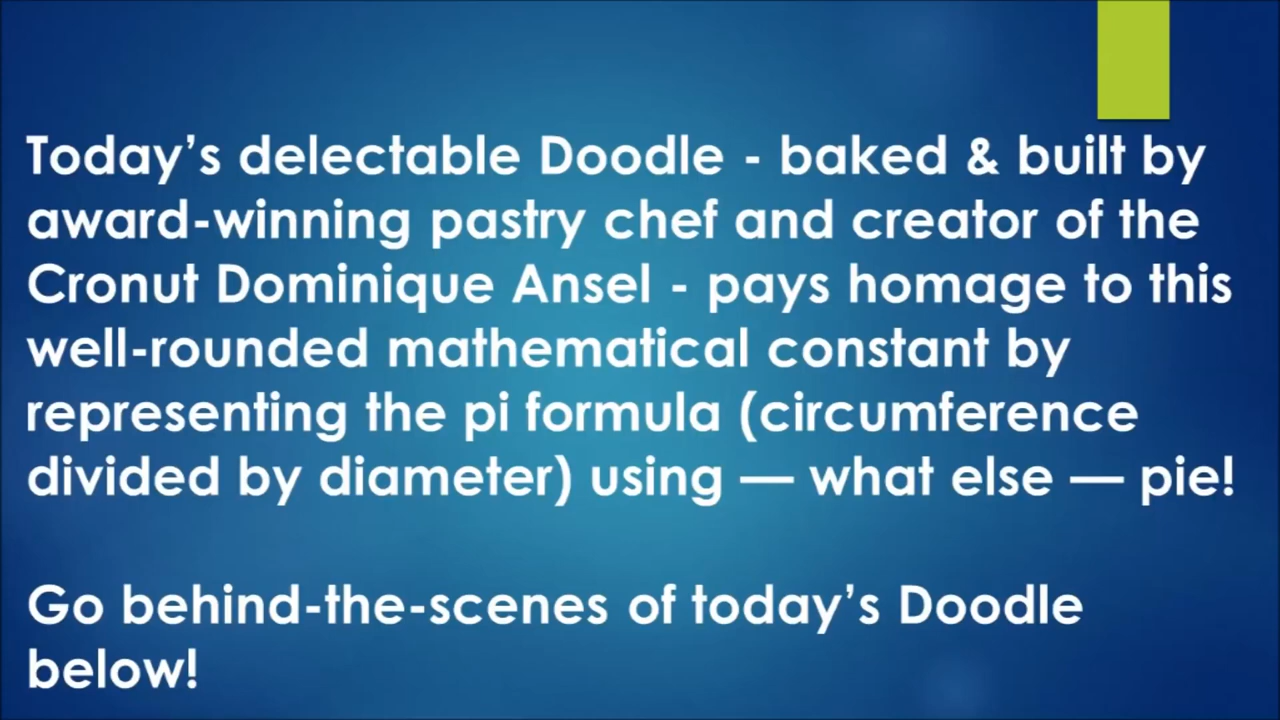 Today’s delectable Doodle - baked & built by
award-winning pastry chef and creator of the
Cronut Dominique Ansel - pays homage to this
well-rounded mathematical constant by
representing the pi formula (circumference
divided by diameter) using — what else — pie!
Go behind-the-scenes of today’s Doodle
below!